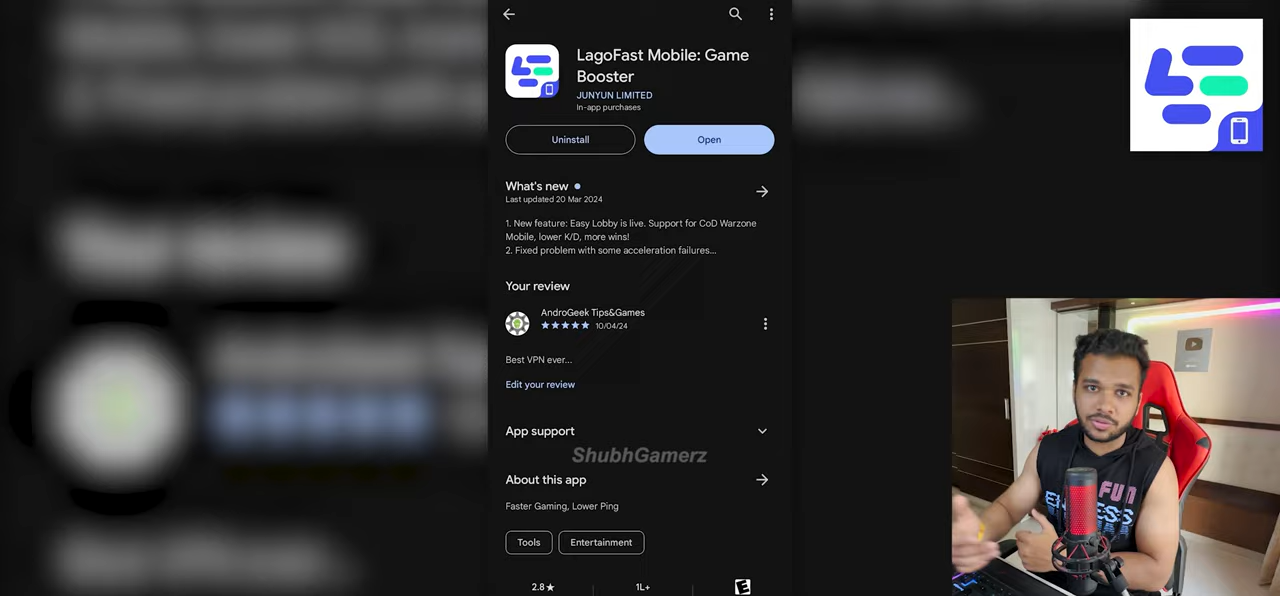 LagoFast Mobile: Game
Booster
JUNYUN LIMITED
In-app purchases
Uninstall
Open
What's new
Last updated 20 Mar 2024
1. New feature: Easy Lobby is live. Support for CoD Warzone
Mobile, lower K/D, more wins!
2. Fixed problem with some acceleration failures...
Your review
AndroGeek Tips&Games
10/04/24
Best VPN ever...
Edit your review
App support
ShubhGamerz
About this app
Faster Gaming, Lower Ping
Tools
Entertainment
2.8★
1L+
E
FUN